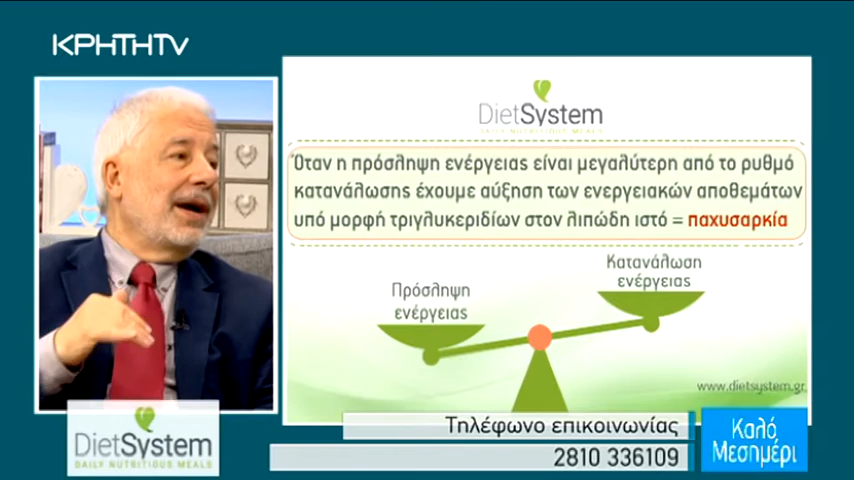 ΚΡΗΤΗTV
DietSystem
DAILY NUTRITIOUS MEALS
Όταν η πρόσληψη ενέργειας είναι μεγαλύτερη από το ρυθμό
κατανάλωσης έχουμε αύξηση των ενεργειακών αποθεμάτων
υπό μορφή τριγλυκεριδίων στον λιπώδη ιστό = παχυσαρκία
Πρόσληψη
ενέργειας
Κατανάλωση
ενέργειας
www.dietsystem.gr
DietSystem
DAILY NUTRITIOUS MEALS
Τηλέφωνο επικοινωνίας
2810 336109
Καλό
Μεσημέρι